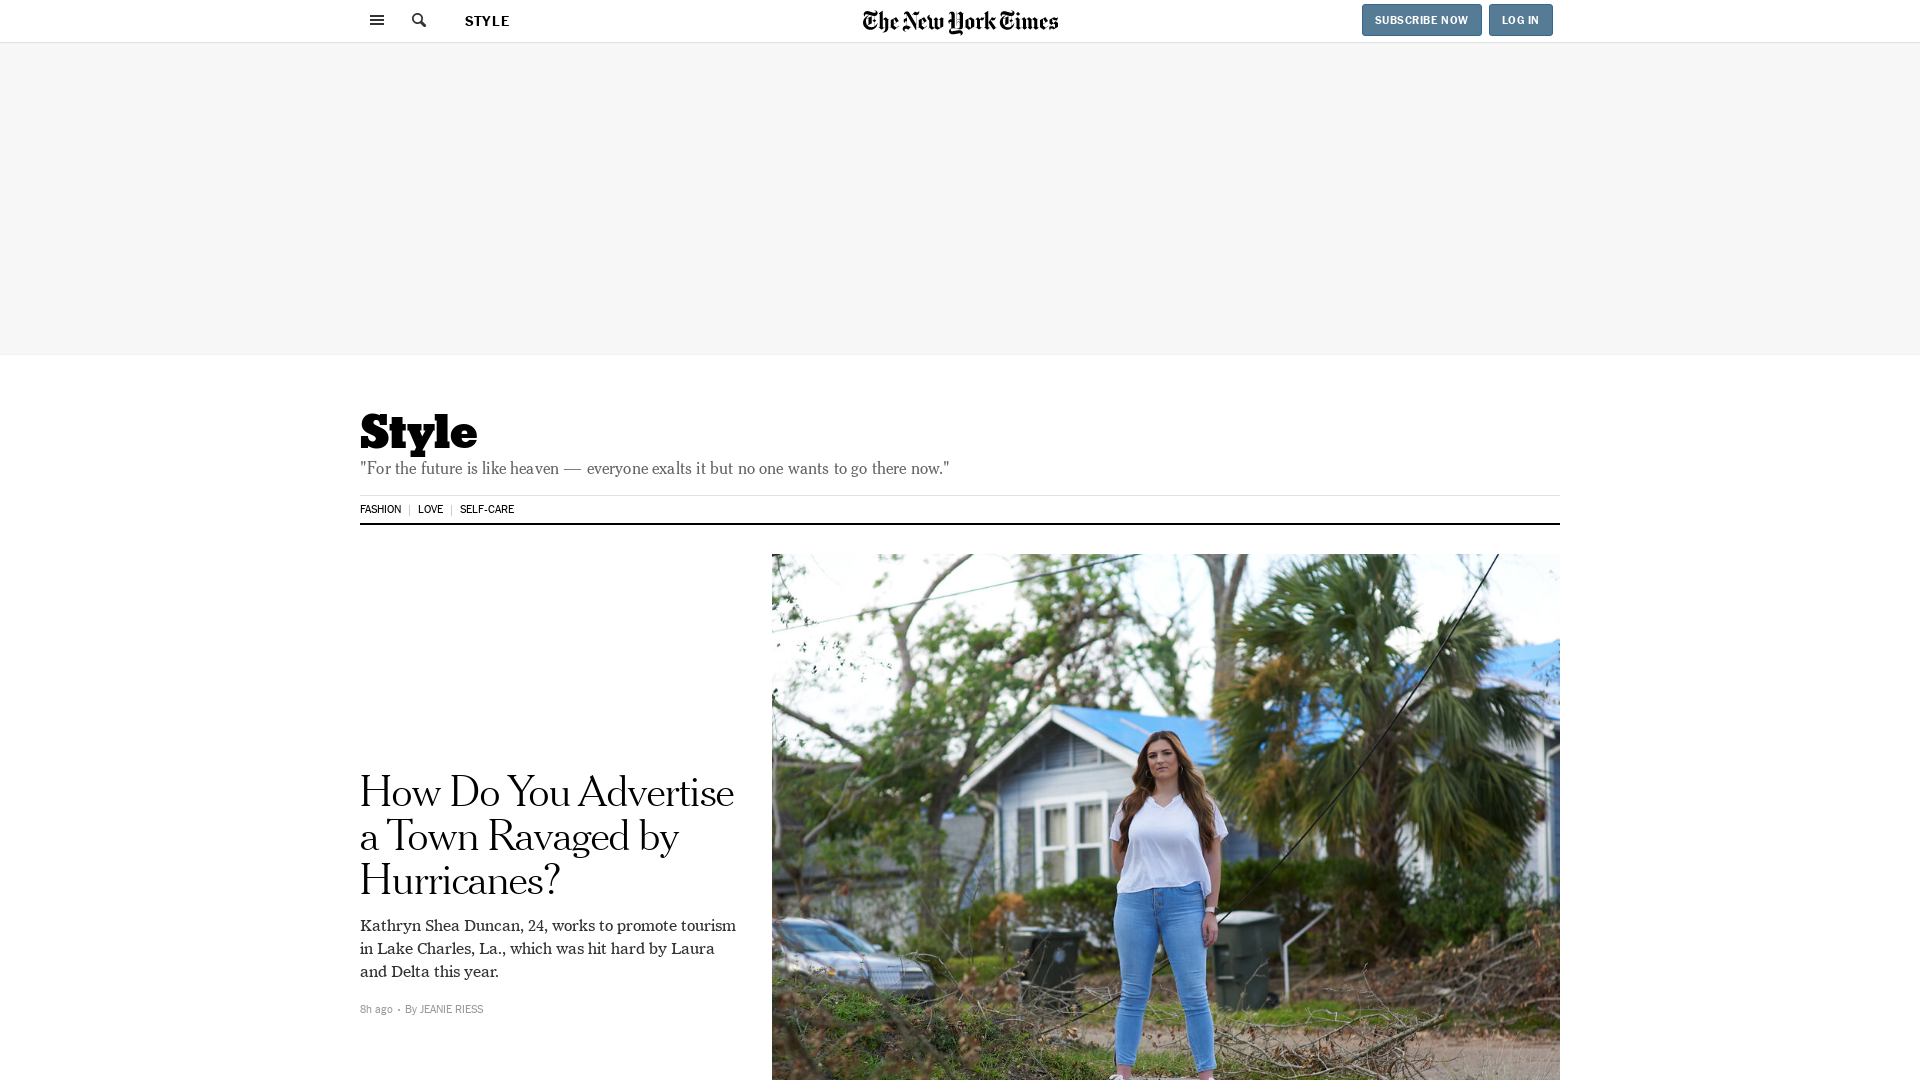 STYLE
The New York Times
SUBSCRIBE NOW
LOG IN
Style
"For the future is like heaven — everyone exalts it but no one wants to go there now."
FASHION
LOVE
SELF-CARE
How Do You Advertise
a Town Ravaged by
Hurricanes?
Kathryn Shea Duncan, 24, works to promote tourism
in Lake Charles, La., which was hit hard by Laura
and Delta this year.
8h ago • By JEANIE RIESS